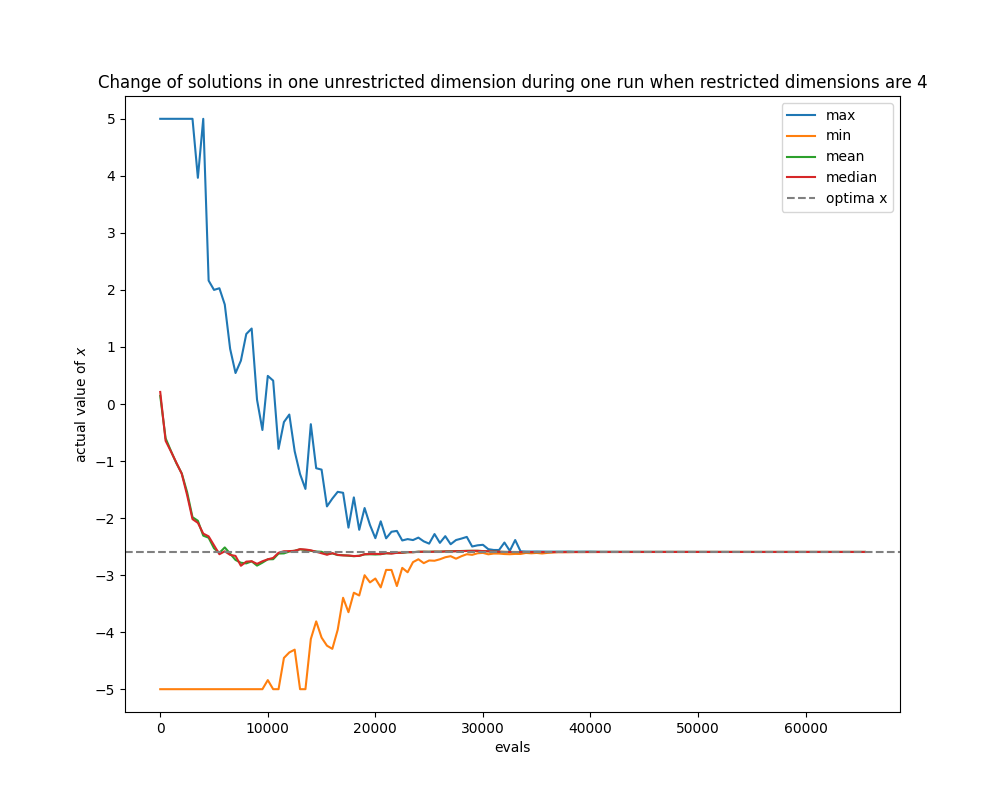 Change of solutions in one unrestricted dimension during one run when restricted dimensions are 4
max
min
mean
median
optima x
5
4
3
2
1
0
−1
−2
−3
−4
−5
actual value of x
0
10000
20000
30000
40000
50000
60000
evals